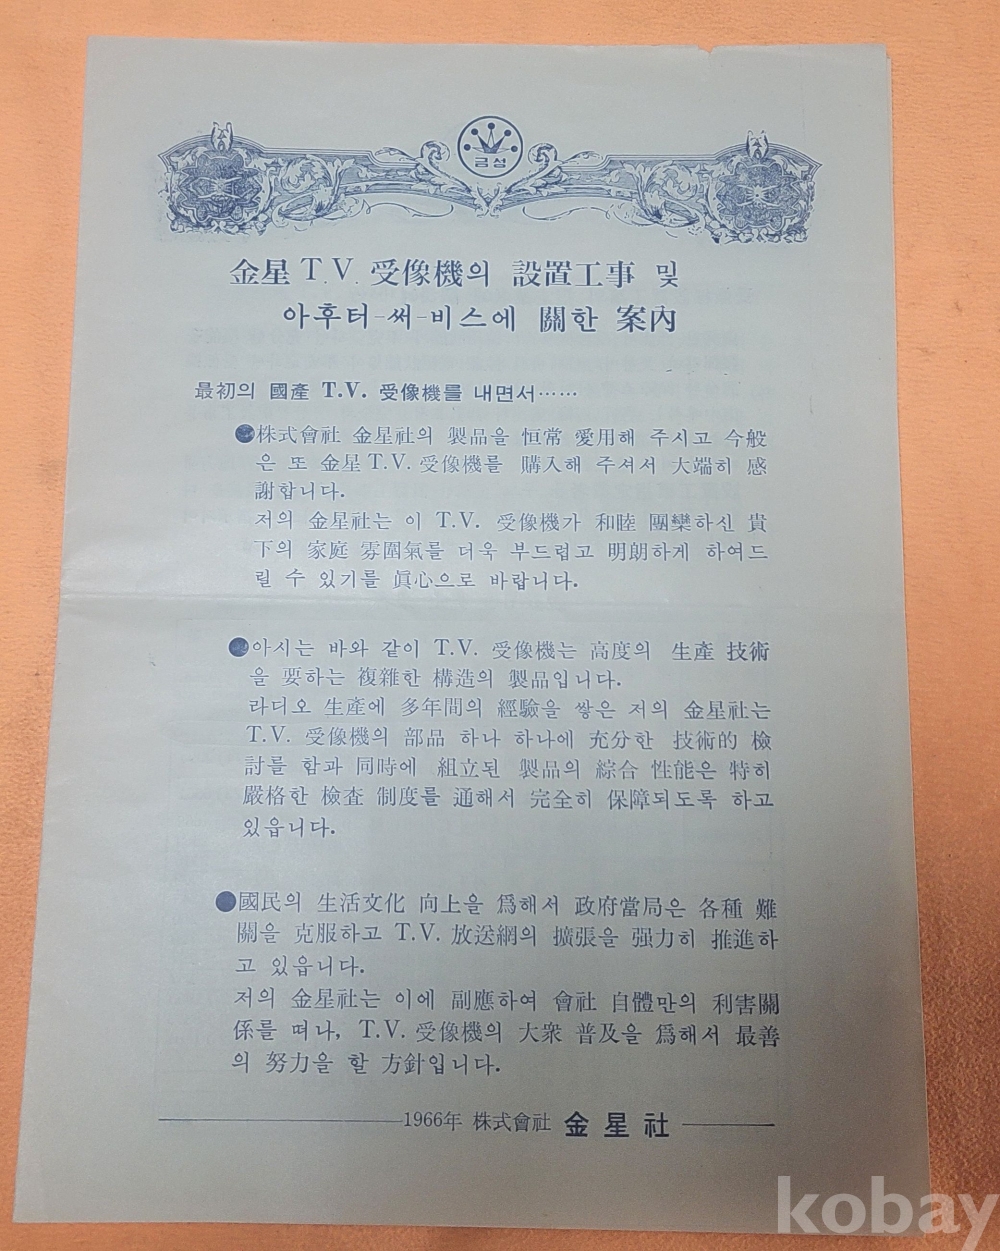 금성
金星 T.V. 受像機의 設置工事 및
아후터-써-비스에 關한 案內
最初의 國產 T.V. 受像機를 내면서……
●株式會社 金星社의 製品을 恒常 愛用해 주시고 今般
은 또 金星 T.V. 受像機를 購入해 주셔서 大端히 感
謝합니다.
저의 金星社는 이 T.V. 受像機가 和睦 團欒하신 貴
下의 家庭 雰圍氣를 더욱 부드럽고 明朗하게 하여드
릴 수 있기를 眞心으로 바랍니다.
●아시는 바와 같이 T.V. 受像機는 高度의 生產 技術
을 要하는 複雜한 構造의 製品입니다.
라디오 生產에 多年間의 經驗을 쌓은 저의 金星社는
T.V. 受像機의 部品 하나 하나에 充分한 技術的 檢
討를 함과 同時에 組立된 製品의 綜合 性能은 特히
嚴格한 檢査 制度를 通해서 完全히 保障되도록 하고
있읍니다.
●國民의 生活文化 向上을 爲해서 政府當局은 各種 難
關을 克服하고 T.V. 放送網의 擴張을 强力히 推進하
고 있읍니다.
저의 金星社는 이에 副應하여 會社 自體만의 利害關
係를 떠나, T.V. 受像機의 大衆 普及을 爲해서 最善
의 努力을 할 方針입니다.
1966年 株式會社 金星社
kobay